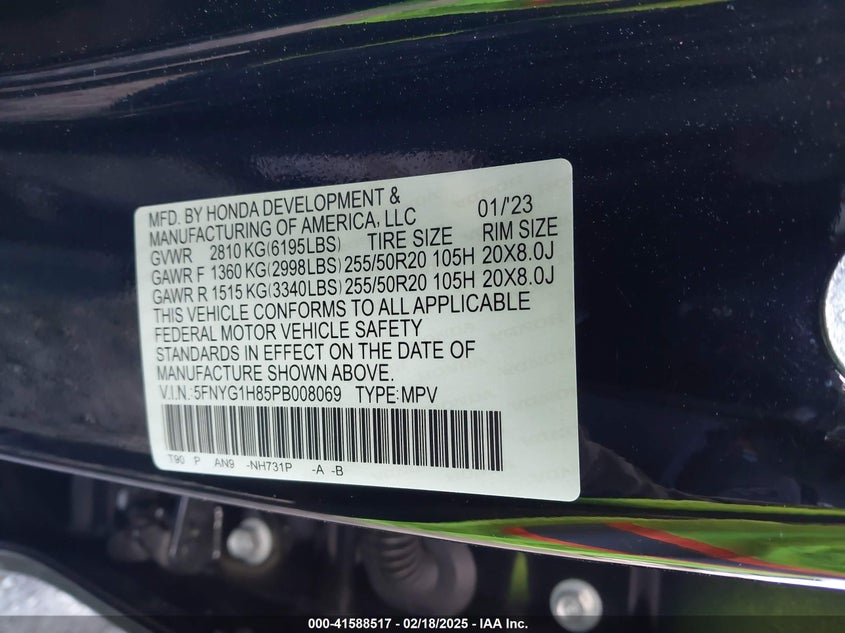 MFD. BY HONDA DEVELOPMENT &
MANUFACTURING OF AMERICA, LLC 01/'23
GVWR 2810 KG(6195LBS) TIRE SIZE RIM SIZE
GAWR F 1360 KG(2998LBS) 255/50R20 105H 20X8.0J
GAWR R 1515 KG(3340LBS) 255/50R20 105H 20X8.0J
THIS VEHICLE CONFORMS TO ALL APPLICABLE
FEDERAL MOTOR VEHICLE SAFETY
STANDARDS IN EFFECT ON THE DATE OF
MANUFACTURE SHOWN ABOVE.
V.I.N.:5FNYG1H85PB008069 TYPE:MPV
T90 P AN9 -NH731P -A -B
000-41588517 — 02/18/2025 — IAA Inc.